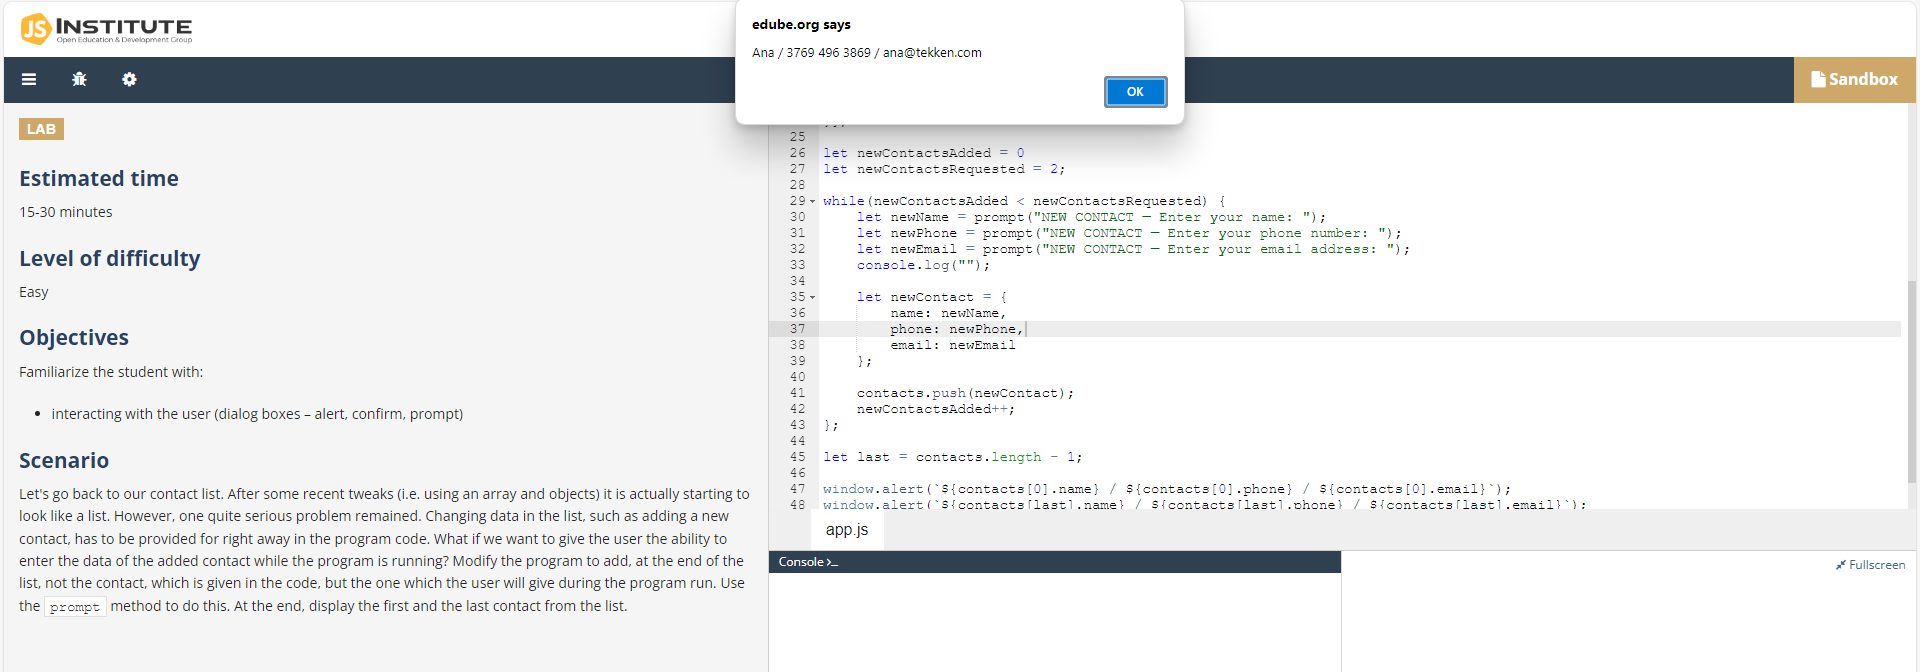 JS INSTITUTE
Open Education & Development Group
edube.org says
Ana / 3769 496 3869 / ana@tekken.com
OK
Sandbox
LAB
Estimated time
15-30 minutes
Level of difficulty
Easy
Objectives
Familiarize the student with:
• interacting with the user (dialog boxes – alert, confirm, prompt)
Scenario
Let's go back to our contact list. After some recent tweaks (i.e. using an array and objects) it is actually starting to
look like a list. However, one quite serious problem remained. Changing data in the list, such as adding a new
contact, has to be provided for right away in the program code. What if we want to give the user the ability to
enter the data of the added contact while the program is running? Modify the program to add, at the end of the
list, not the contact, which is given in the code, but the one which the user will give during the program run. Use
the prompt method to do this. At the end, display the first and the last contact from the list.
25
26 let newContactsAdded = 0
27 let newContactsRequested = 2;
28
29 while(newContactsAdded < newContactsRequested) {
30 let newName = prompt("NEW CONTACT — Enter your name: ");
31 let newPhone = prompt("NEW CONTACT — Enter your phone number: ");
32 let newEmail = prompt("NEW CONTACT — Enter your email address: ");
33 console.log("");
34
35 let newContact = {
36 name: newName,
37 phone: newPhone,
38 email: newEmail
39 };
40
41 contacts.push(newContact);
42 newContactsAdded++;
43 };
44
45 let last = contacts.length - 1;
46
47 window.alert(`${contacts[0].name} / ${contacts[0].phone} / ${contacts[0].email}`);
48 window.alert(`${contacts[last].name} / ${contacts[last].phone} / ${contacts[last].email}`);
app.js
Console >_
Fullscreen